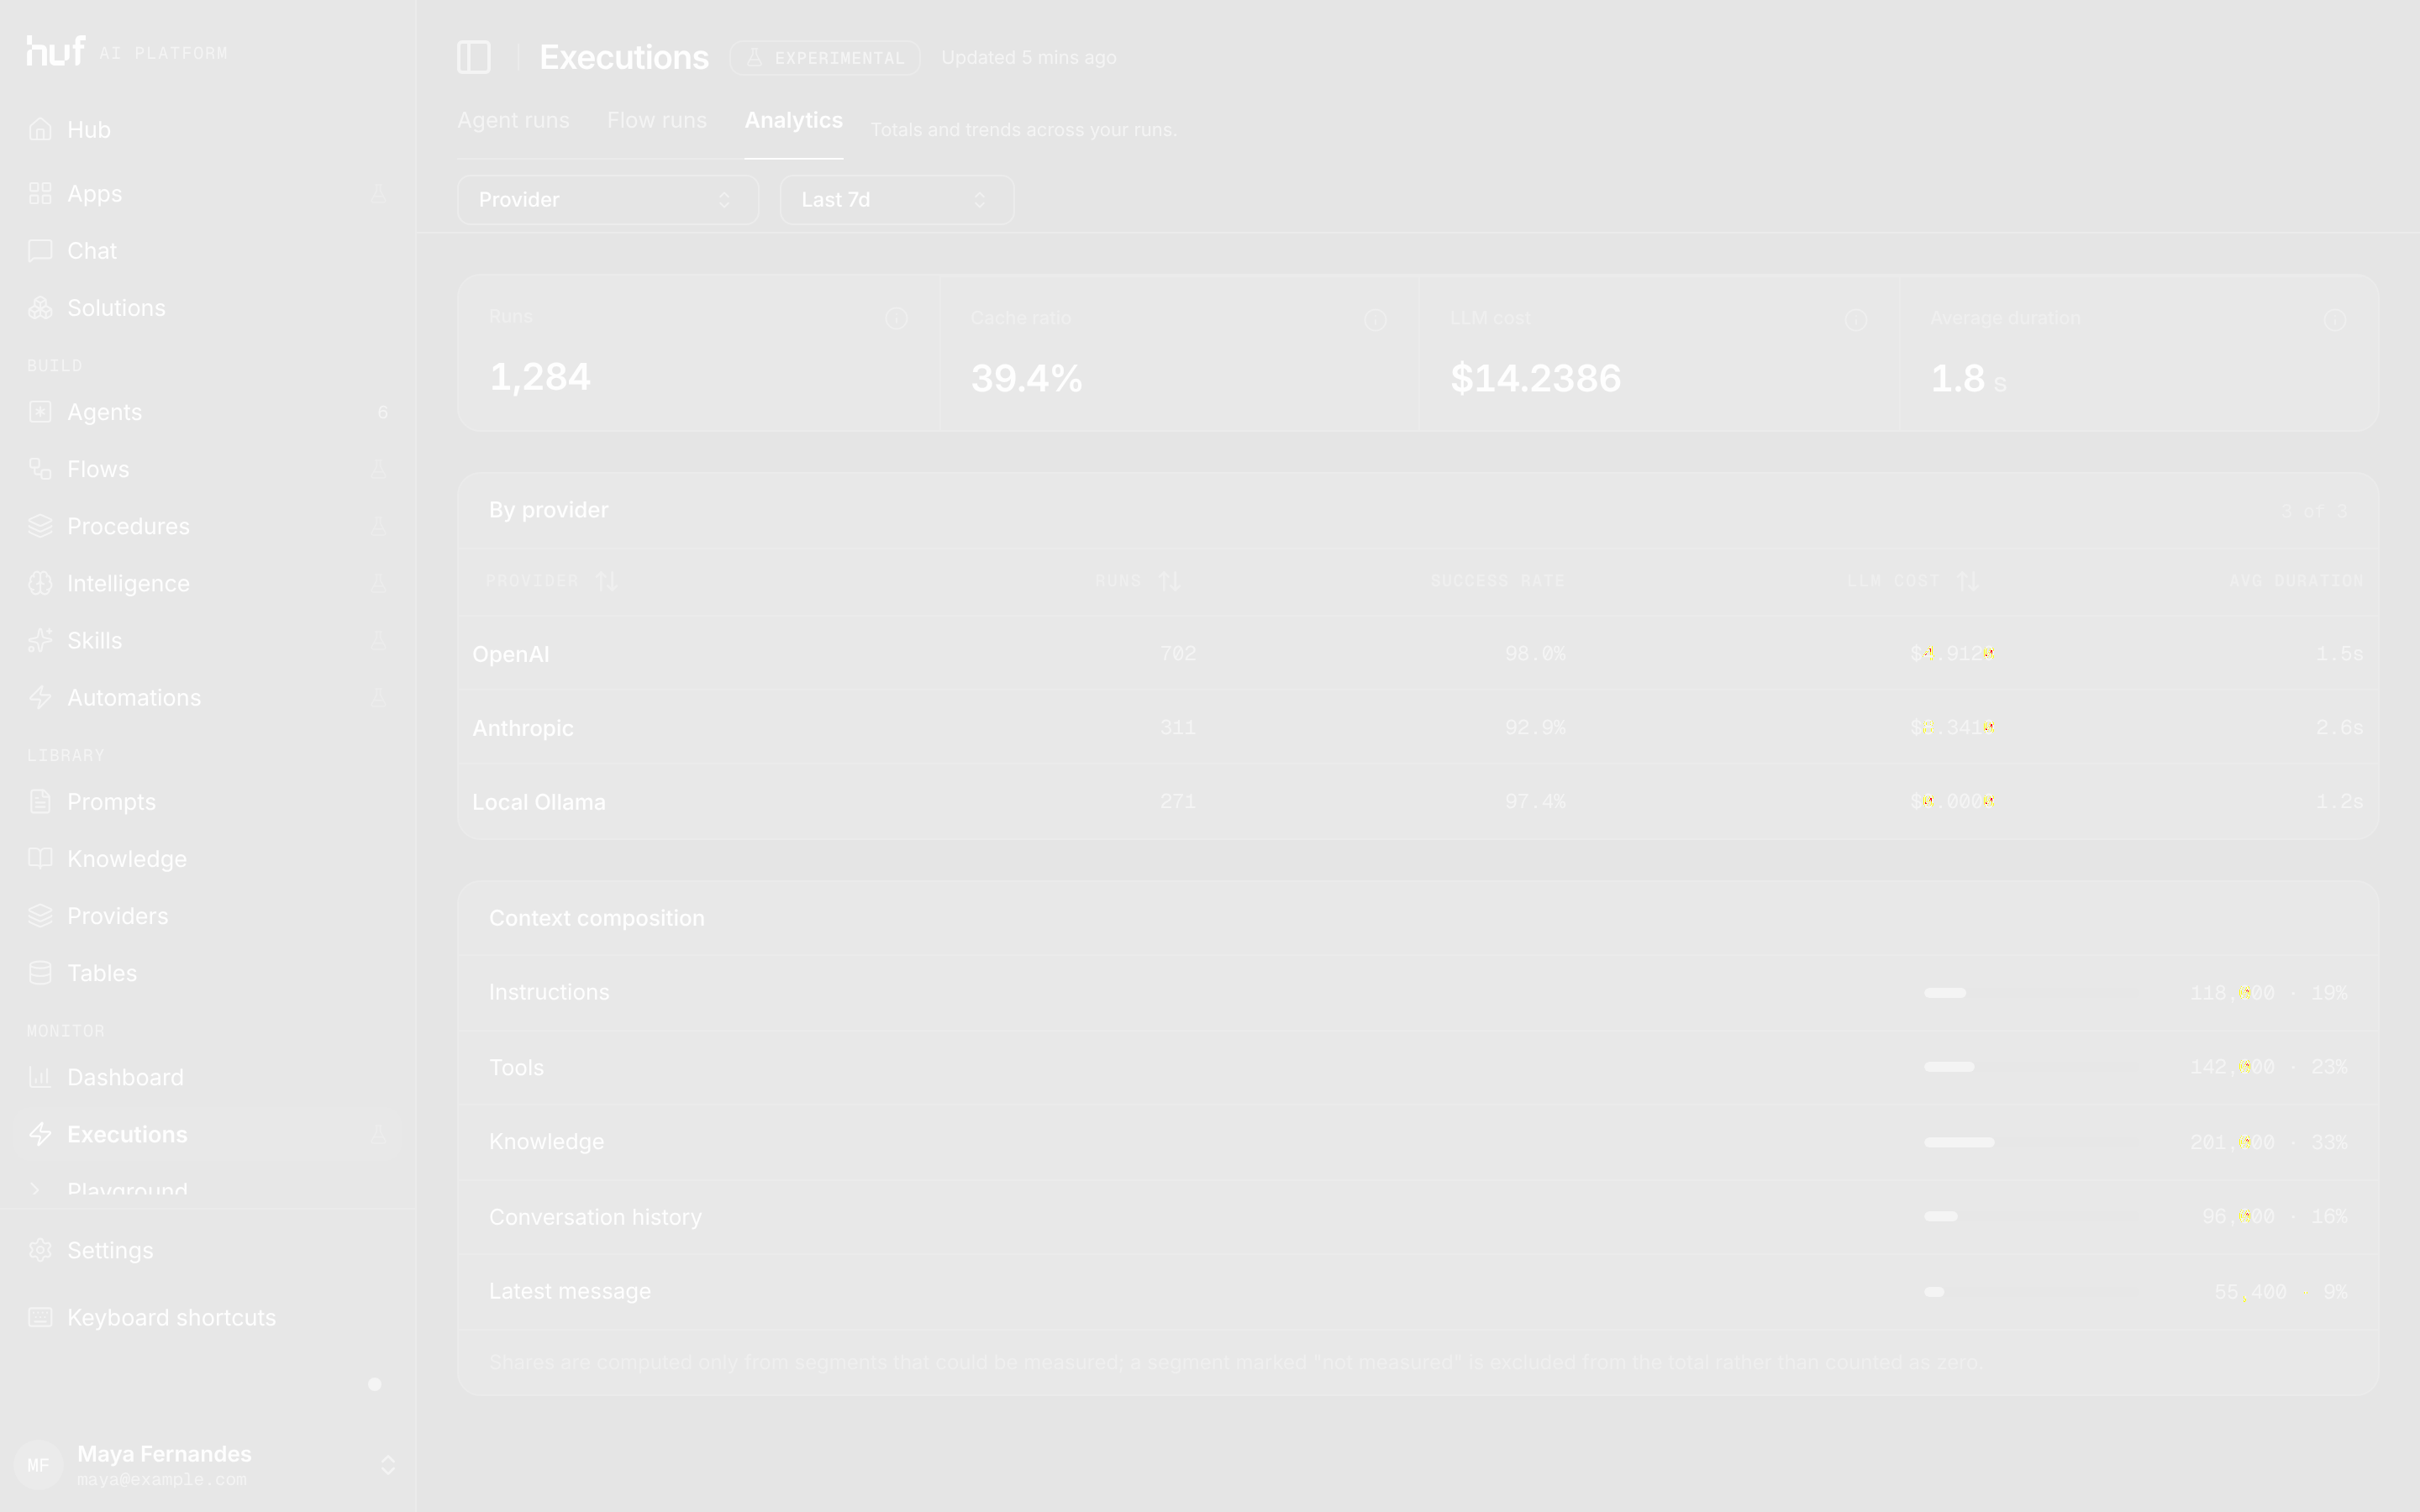 huf AI PLATFORM
Hub
Apps
Chat
Solutions
BUILD
Agents 6
Flows
Procedures
Intelligence
Skills
Automations
LIBRARY
Prompts
Knowledge
Providers
Tables
MONITOR
Dashboard
Executions
Playground
Settings
Keyboard shortcuts
MF Maya Fernandes
maya@example.com
Executions EXPERIMENTAL Updated 5 mins ago
Agent runs Flow runs Analytics Totals and trends across your runs.
Provider Last 7d
Runs Cache ratio LLM cost Average duration
1,284 39.4% $14.2386 1.8 s
By provider 3 of 3
PROVIDER RUNS SUCCESS RATE LLM COST AVG DURATION
OpenAI 702 98.0% 1.5s
Anthropic 311 92.9% 2.6s
Local Ollama 271 97.4% 1.2s
Context composition
Instructions 19%
Tools 23%
Knowledge 33%
Conversation history 16%
Latest message 55,400 · 9%
Shares are computed only from segments that could be measured; a segment marked "not measured" is excluded from the total rather than counted as zero.